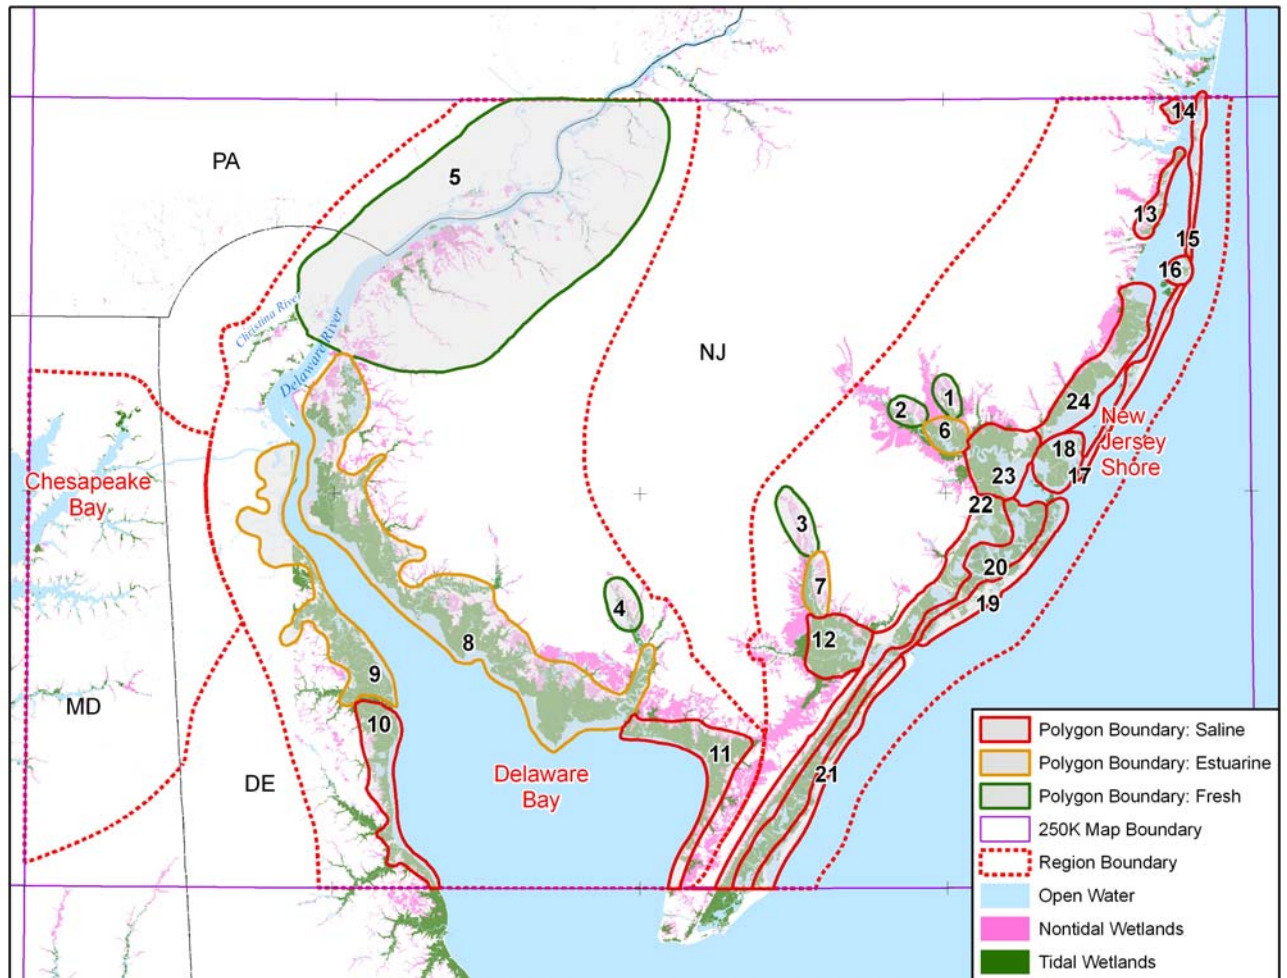 14
PA
5
13
15
16
Christina River
Delaware River
NJ
1
2
24
6
New
Jersey
Shore
18
23
17
Chesapeake
Bay
22
3
20
7
19
4
12
8
9
MD
10
11
21
Delaware
Bay
DE
Polygon Boundary: Saline
Polygon Boundary: Estuarine
Polygon Boundary: Fresh
250K Map Boundary
Region Boundary
Open Water
Nontidal Wetlands
Tidal Wetlands